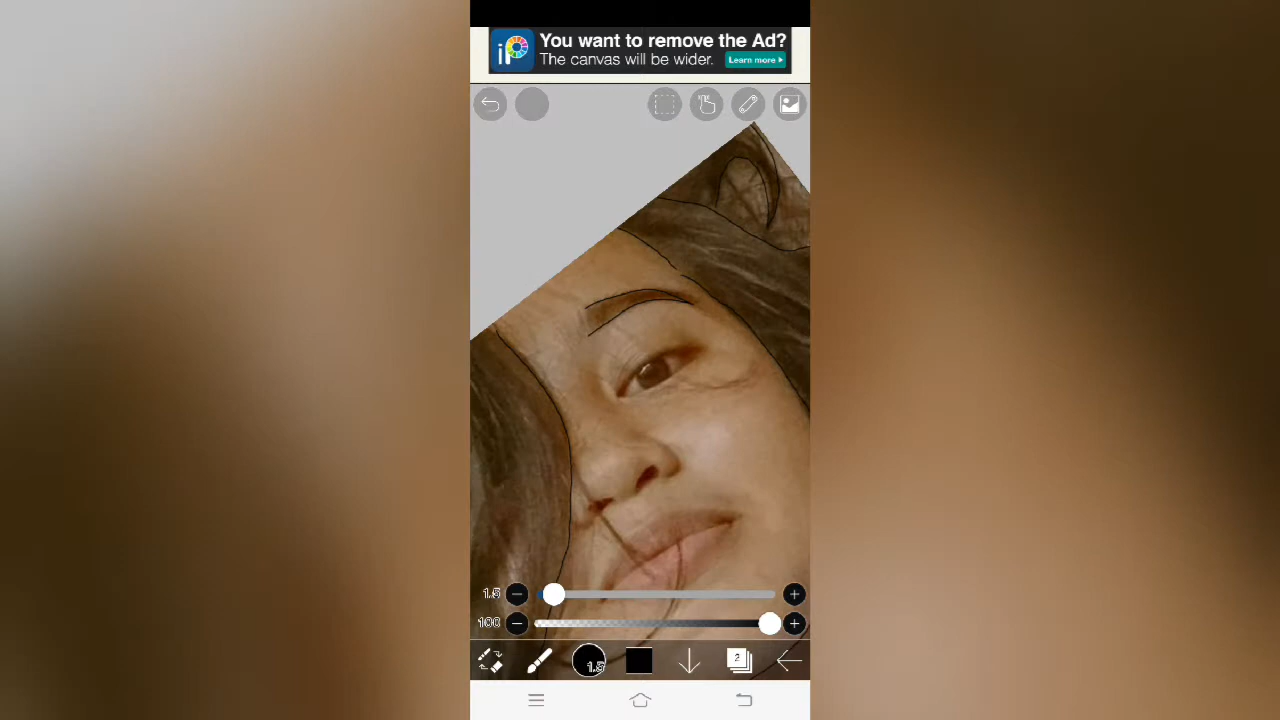 iP
You want to remove the Ad?
The canvas will be wider.
Learn more
1.5
100
1.5
2